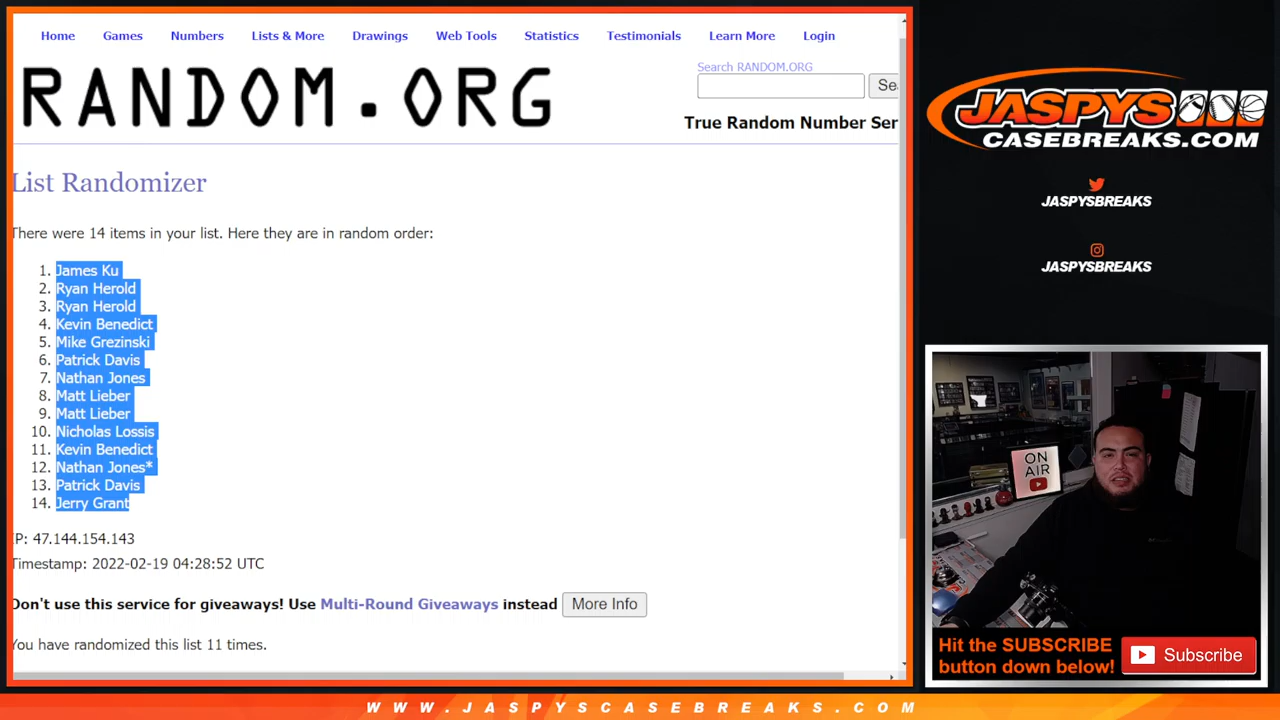 Home Games Numbers Lists & More Drawings Web Tools Statistics Testimonials Learn More Login
RANDOM.ORG
Search RANDOM.ORG
Sea
True Random Number Ser
List Randomizer
There were 14 items in your list. Here they are in random order:
1. James Ku
2. Ryan Herold
3. Ryan Herold
4. Kevin Benedict
5. Mike Grezinski
6. Patrick Davis
7. Nathan Jones
8. Matt Lieber
9. Matt Lieber
10. Nicholas Lossis
11. Kevin Benedict
12. Nathan Jones*
13. Patrick Davis
14. Jerry Grant
IP: 47.144.154.143
Timestamp: 2022-02-19 04:28:52 UTC
Don't use this service for giveaways! Use Multi-Round Giveaways instead More Info
You have randomized this list 11 times.
JASPYS
CASEBREAKS.COM
JASPYSBREAKS
JASPYSBREAKS
ON
AIR
Hit the SUBSCRIBE
button down below!
Subscribe
WWW.JASPYSCASEBREAKS.COM